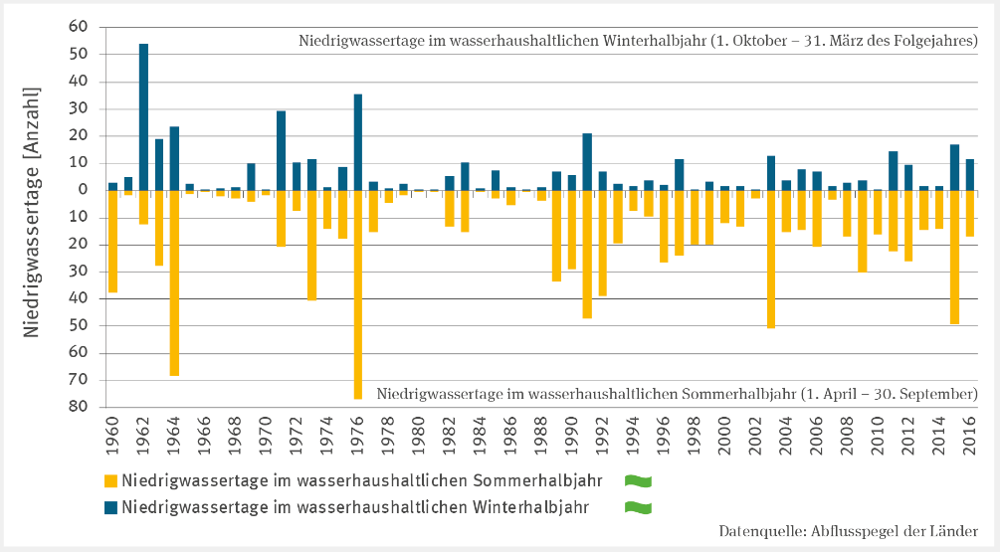 Niedrigwassertage [Anzahl]
60
50
40
30
20
10
0
10
20
30
40
50
60
70
80
Niedrigwassertage im wasserhaushaltlichen Winterhalbjahr (1. Oktober – 31. März des Folgejahres)
Niedrigwassertage im wasserhaushaltlichen Sommerhalbjahr (1. April – 30. September)
1960 1962 1964 1966 1968 1970 1972 1974 1976 1978 1980 1982 1984 1986 1988 1990 1992 1994 1996 1998 2000 2002 2004 2006 2008 2010 2012 2014 2016
Niedrigwassertage im wasserhaushaltlichen Sommerhalbjahr
Niedrigwassertage im wasserhaushaltlichen Winterhalbjahr
Datenquelle: Abflusspegel der Länder